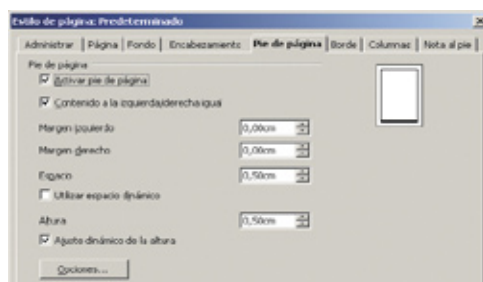 Estilo de página: Predeterminado
Administrar Página Fondo Encabezamiento Pie de página Borde Columnas Nota al pie
Pie de página
Activar pie de página
Contenido a la izquierda/derecha igual
Margen izquierdo 0,00cm
Margen derecho 0,00cm
Espacio 0,50cm
Utilizar espacio dinámico
Altura 0,50cm
Ajuste dinámico de la altura
Opciones...